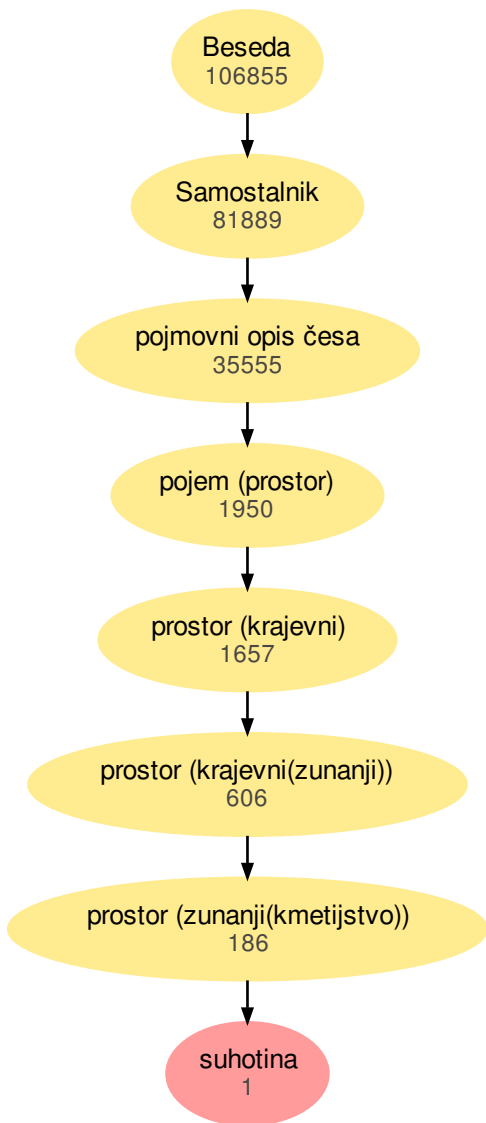 Beseda
106855
Samostalnik
81889
pojmovni opis česa
35555
pojem (prostor)
1950
prostor (krajevni)
1657
prostor (krajevni(zunanji))
606
prostor (zunanji(kmetijstvo))
186
suhotina
1